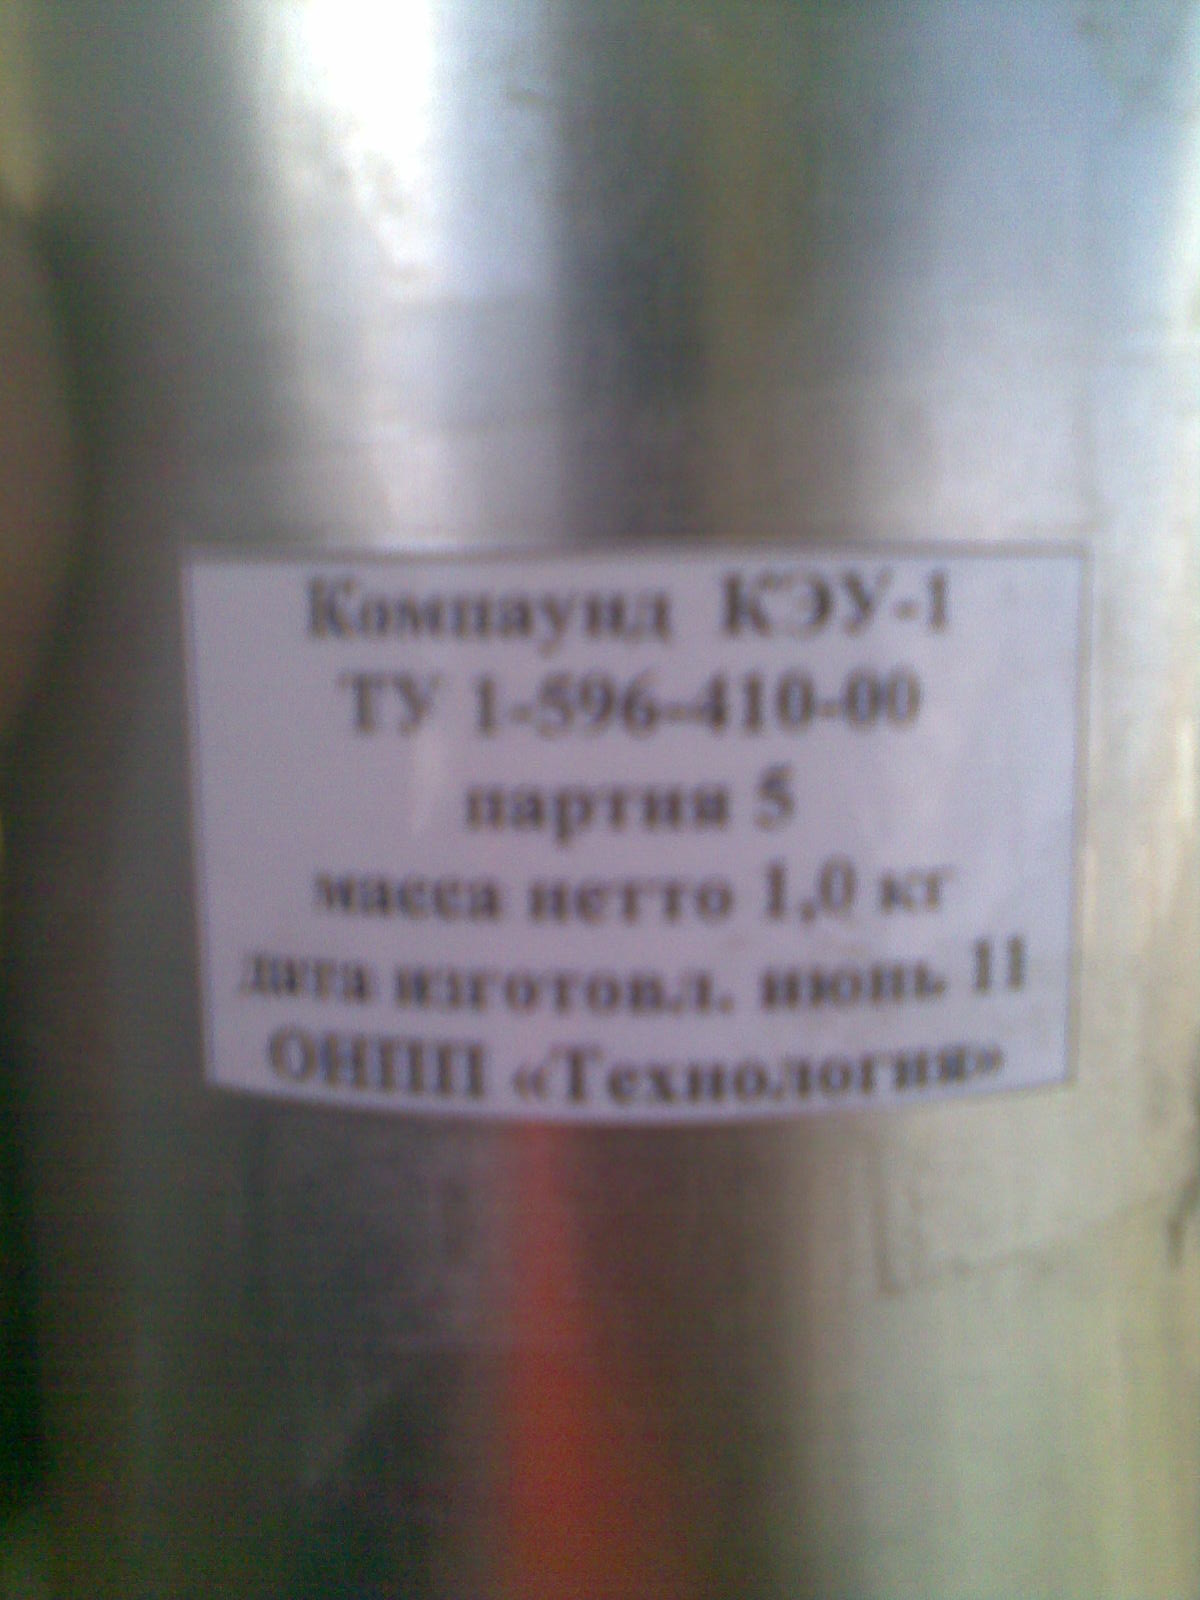 Компаунд КЭУ-1
ТУ 1-596-410-00
партия 5
масса нетто 1,0 кг
дата изготовл. июнь 11
ОНПП «Технология»